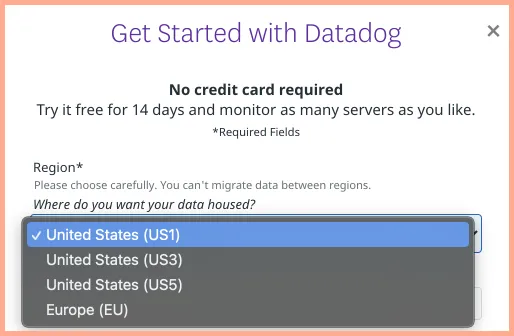 Get Started with Datadog
No credit card required
Try it free for 14 days and monitor as many servers as you like.
*Required Fields
Region*
Please choose carefully. You can't migrate data between regions.
Where do you want your data housed?
✓ United States (US1)
United States (US3)
United States (US5)
Europe (EU)